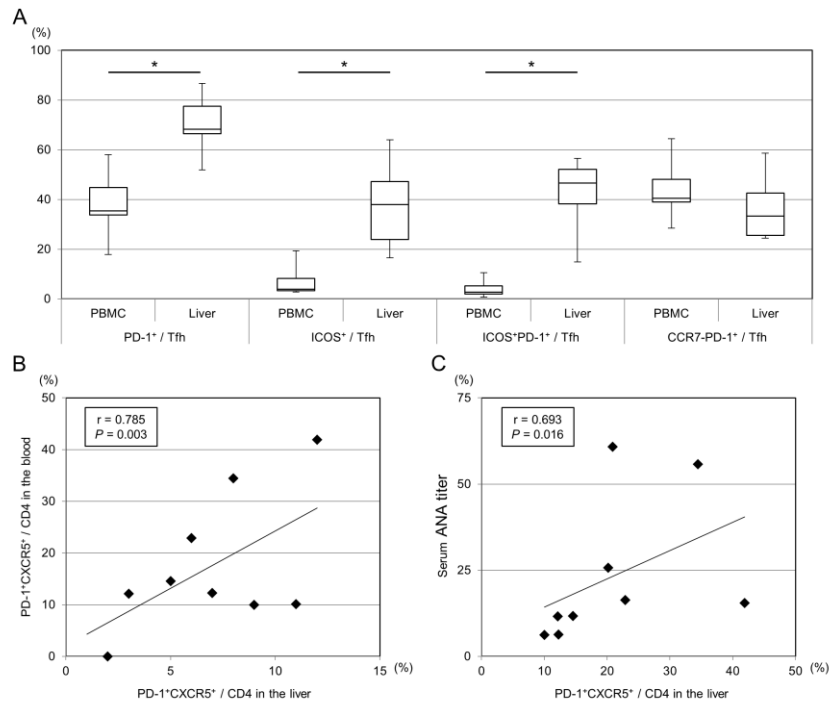 A
(%)
100
80
60
40
20
0
* * *
PBMC Liver PBMC Liver PBMC Liver PBMC Liver
PD-1⁺ / Tfh ICOS⁺ / Tfh ICOS⁺PD-1⁺ / Tfh CCR7-PD-1⁺ / Tfh
B
(%)
50
40
30
20
10
0
r = 0.785
P = 0.003
PD-1⁺CXCR5⁺ / CD4 in the blood
0 5 10 15 (%)
PD-1⁺CXCR5⁺ / CD4 in the liver
C
(%)
75
50
25
0
r = 0.693
P = 0.016
Serum ANA titer
0 10 20 30 40 50 (%)
PD-1⁺CXCR5⁺ / CD4 in the liver